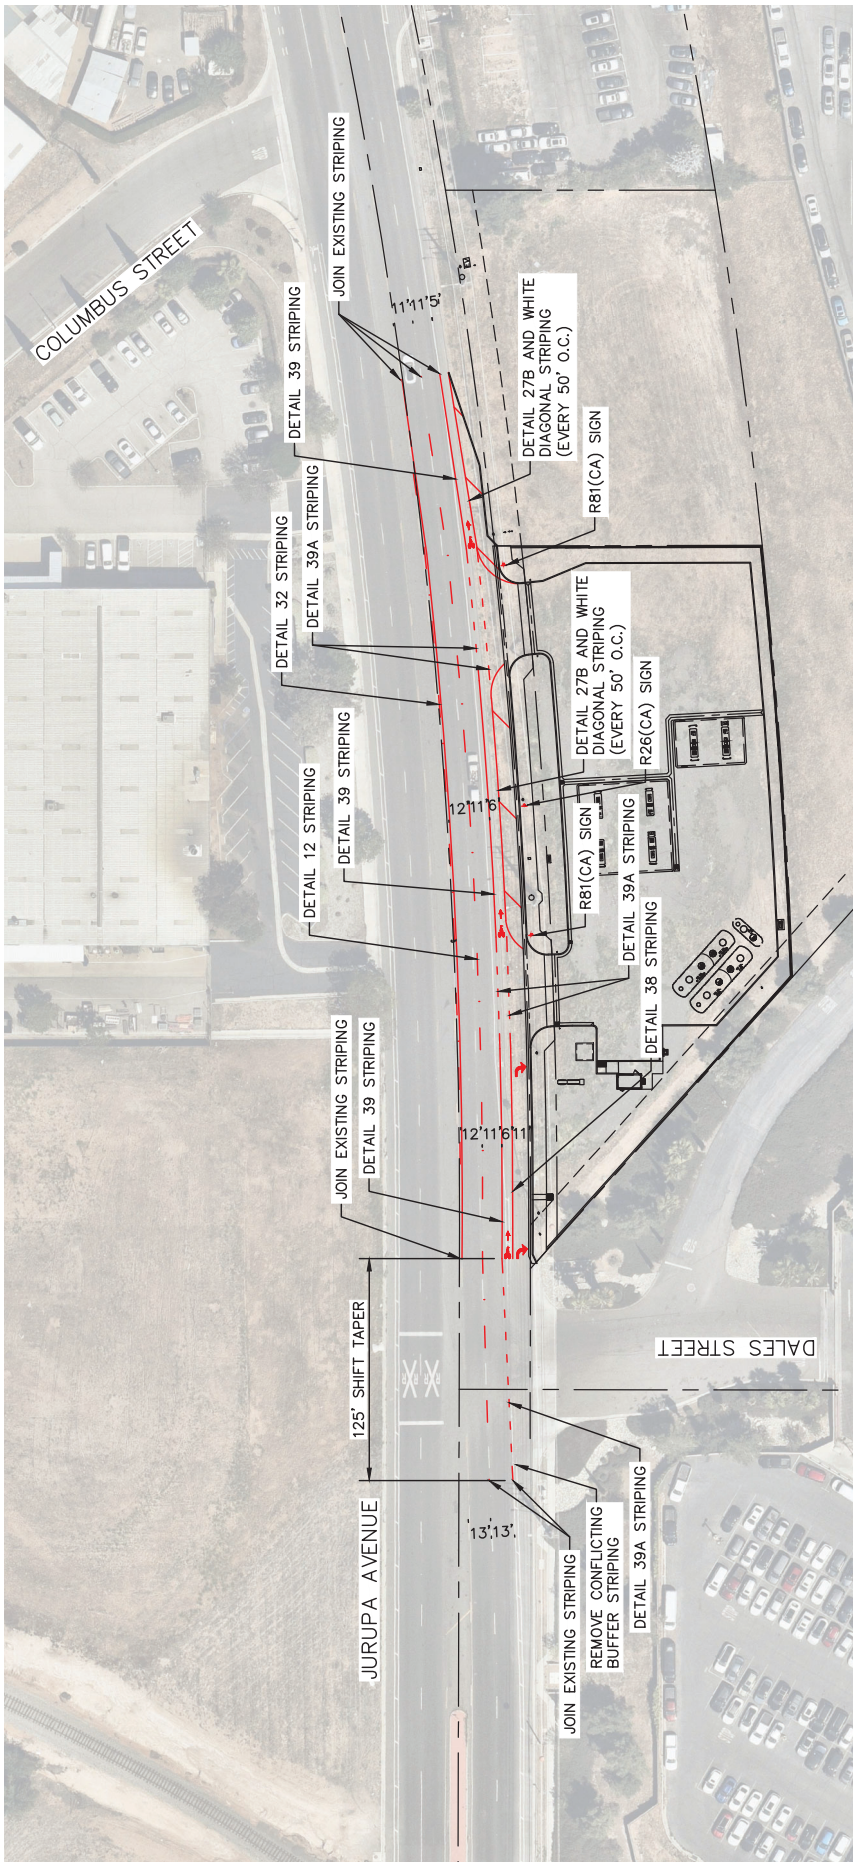 COLUMBUS STREET
JOIN EXISTING STRIPING
11' 11' 5'
DETAIL 39 STRIPING
DETAIL 27B AND WHITE
DIAGONAL STRIPING
(EVERY 50' O.C.)
R81(CA) SIGN
DETAIL 32 STRIPING
DETAIL 39A STRIPING
DETAIL 27B AND WHITE
DIAGONAL STRIPING
(EVERY 50' O.C.)
R26(CA) SIGN
DETAIL 12 STRIPING
DETAIL 39 STRIPING
12' 11' 6'
R81(CA) SIGN
DETAIL 39A STRIPING
DETAIL 38 STRIPING
JOIN EXISTING STRIPING
DETAIL 39 STRIPING
12' 11' 6' 11'
125' SHIFT TAPER
DALES STREET
JURUPA AVENUE
13' 13'
JOIN EXISTING STRIPING
REMOVE CONFLICTING
BUFFER STRIPING
DETAIL 39A STRIPING